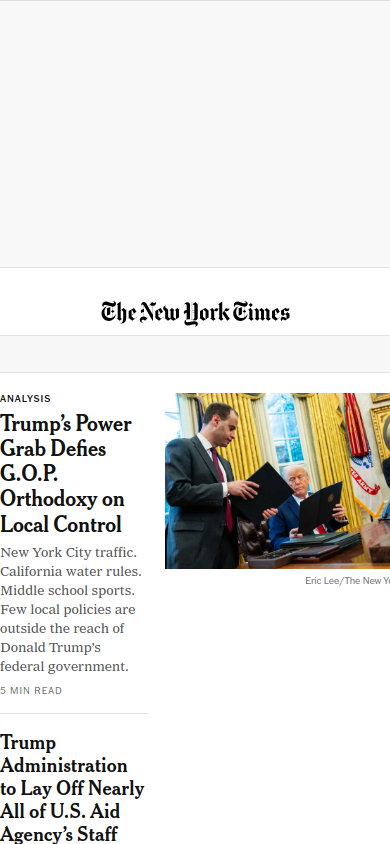 The New York Times
ANALYSIS
Trump's Power
Grab Defies
G.O.P.
Orthodoxy on
Local Control
New York City traffic.
California water rules.
Middle school sports.
Few local policies are
outside the reach of
Donald Trump's
federal government.
5 MIN READ
Eric Lee/The New Yo
Trump
Administration
to Lay Off Nearly
All of U.S. Aid
Agency's Staff